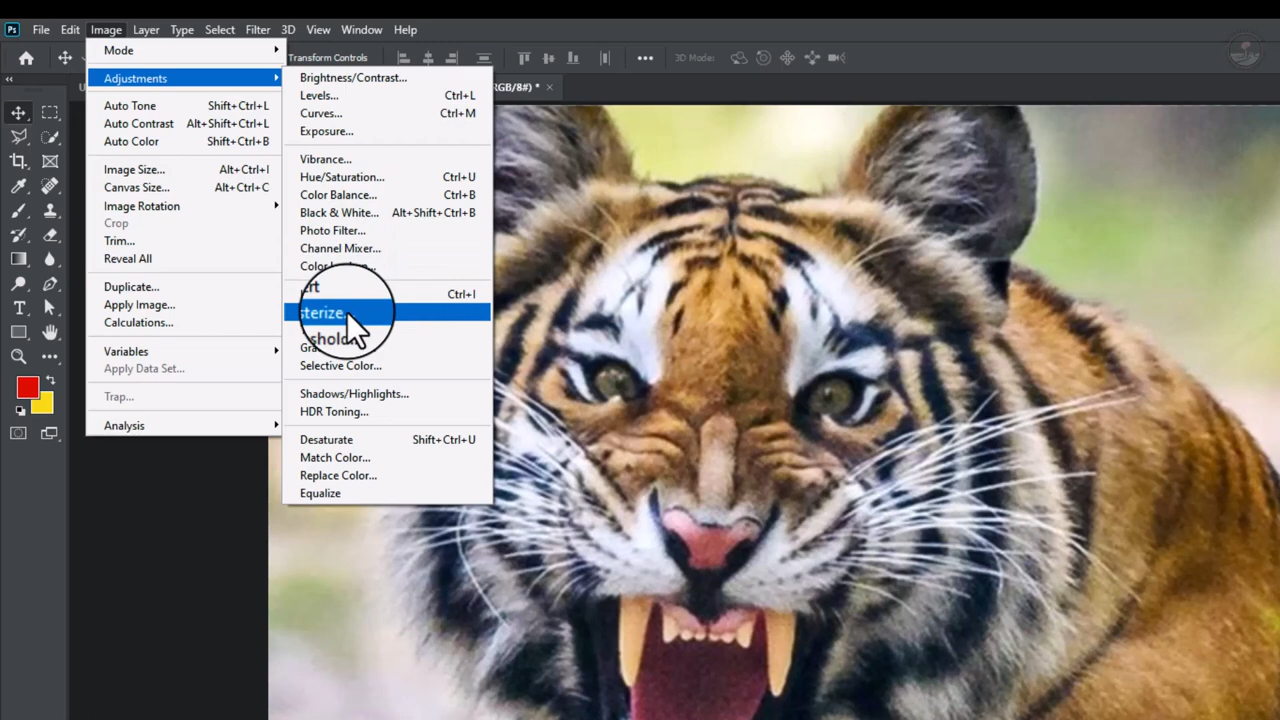 Ps File Edit Image Layer Type Select Filter 3D View Window Help
Transform Controls 3D Mode:
RGB/8#) * ×
Mode
Adjustments
Auto Tone Shift+Ctrl+L
Auto Contrast Alt+Shift+Ctrl+L
Auto Color Shift+Ctrl+B
Image Size... Alt+Ctrl+I
Canvas Size... Alt+Ctrl+C
Image Rotation
Crop
Trim...
Reveal All
Duplicate...
Apply Image...
Calculations...
Variables
Apply Data Set...
Trap...
Analysis
Brightness/Contrast...
Levels... Ctrl+L
Curves... Ctrl+M
Exposure...
Vibrance...
Hue/Saturation... Ctrl+U
Color Balance... Ctrl+B
Black & White... Alt+Shift+Ctrl+B
Photo Filter...
Channel Mixer...
Color
rt Ctrl+I
sterize...
shold
Gra
Selective Color...
Shadows/Highlights...
HDR Toning...
Desaturate Shift+Ctrl+U
Match Color...
Replace Color...
Equalize